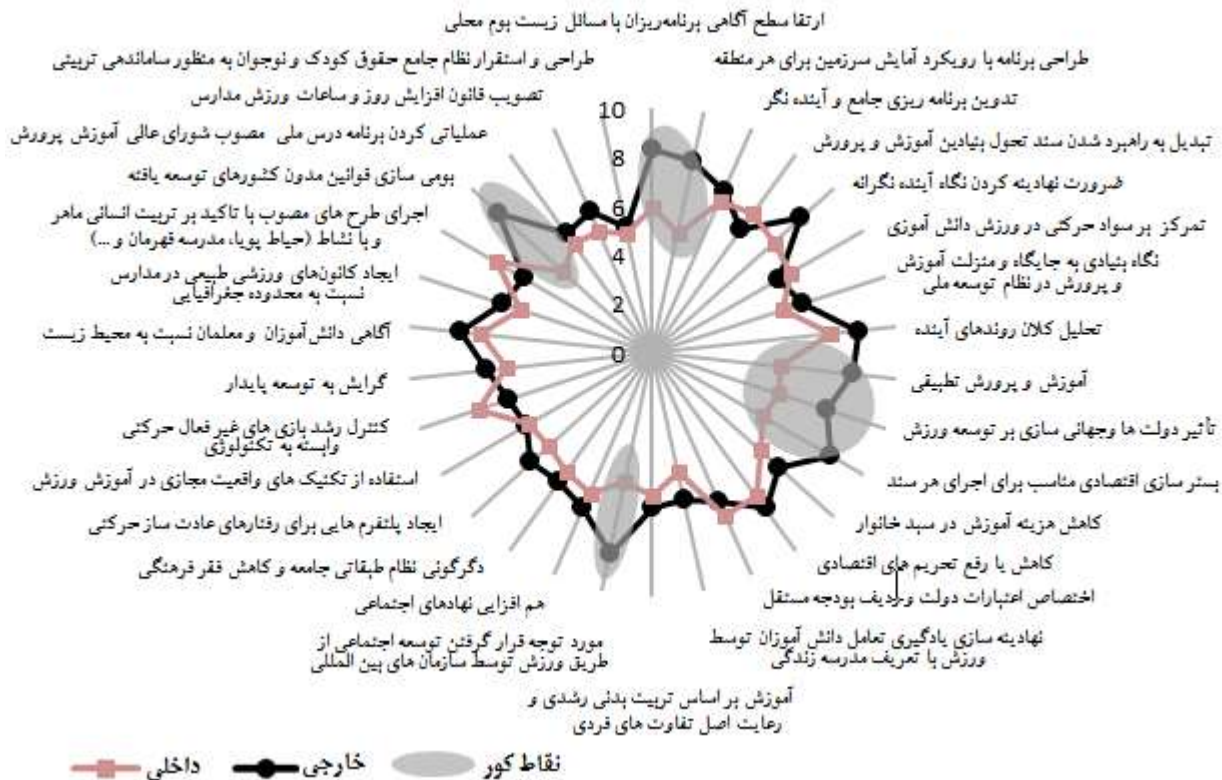 ارتقا سطح آگاهی برنامه‌ریزان با مسائل زیست بوم محلی
طراحی برنامه با رویکرد آمایش سرزمین برای هر منطقه
تدوین برنامه ریزی جامع و آینده نگر
تبدیل به راهبرد شدن سند تحول بنیادین آموزش و پرورش
ضرورت نهادینه کردن نگاه آینده نگرانه
تمرکز بر سواد حرکتی در ورزش دانش آموزی
نگاه بنیادی به جایگاه و منزلت آموزش
و پرورش در نظام توسعه ملی
تحلیل کلان روندهای آینده
آموزش و پرورش تطبیقی
تأثیر دولت ها وجهانی سازی بر توسعه ورزش
بستر سازی اقتصادی مناسب برای اجرای هر سند
کاهش هزینه آموزش در سبد خانوار
کاهش یا رفع تحریم های اقتصادی
اختصاص اعتبارات دولت و ردیف بودجه مستقل
نهادینه سازی یادگیری تعامل دانش آموزان توسط
ورزش با تعریف مدرسه زندگی
آموزش بر اساس تربیت بدنی رشدی و
رعایت اصل تفاوت های فردی
مورد توجه قرار گرفتن توسعه اجتماعی از
طریق ورزش توسط سازمان های بین المللی
هم افزایی نهادهای اجتماعی
دگرگونی نظام طبقاتی جامعه و کاهش فقر فرهنگی
ایجاد پلتفرم هایی برای رفتارهای عادت ساز حرکتی
استفاده از تکنیک های واقعیت مجازی در آموزش ورزش
کنترل رشد بازی های غیر فعال حرکتی
وابسته به تکنولوژی
گرایش به توسعه پایدار
آگاهی دانش آموزان و معلمان نسبت به محیط زیست
ایجاد کانون‌های ورزشی طبیعی در مدارس
نسبت به محدوده جغرافیایی
اجرای طرح های مصوب با تاکید بر تربیت انسانی ماهر
و با نشاط (حیاط پویا، مدرسه قهرمان و ...)
بومی سازی قوانین مدون کشورهای توسعه یافته
عملیاتی کردن برنامه درس ملی مصوب شورای عالی آموزش پرورش
تصویب قانون افزایش روز و ساعات ورزش مدارس
طراحی و استقرار نظام جامع حقوق کودک و نوجوان به منظور ساماندهی تربیتی
10
8
6
4
2
0
نقاط کور
خارجی
داخلی